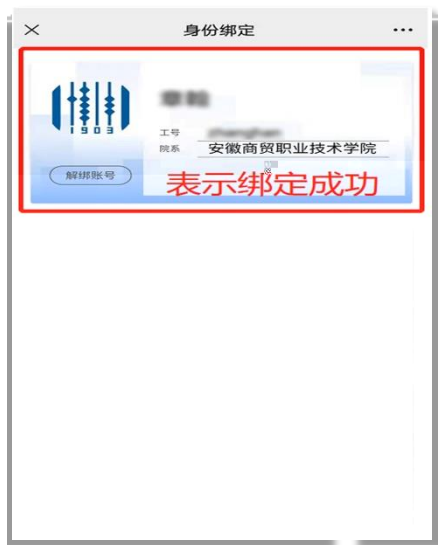 身份绑定
1903
工号
院系 安徽商贸职业技术学院
解绑账号
表示绑定成功